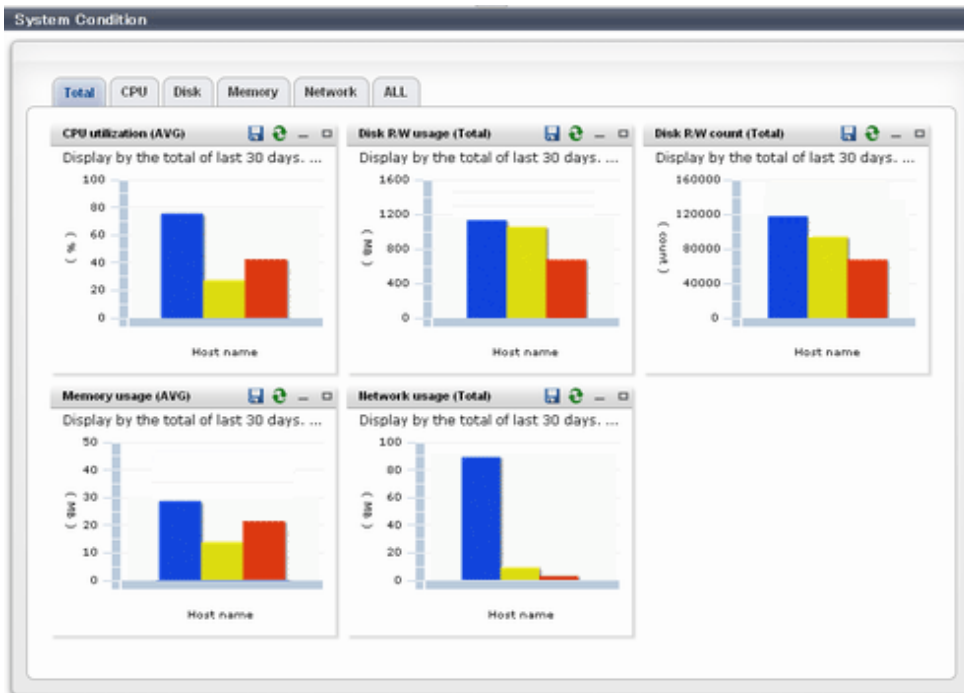 System Condition
Total CPU Disk Memory Network ALL
CPU utilization (AVG)
Display by the total of last 30 days. ...
100
80
60
40
20
0
( % )
Host name
Disk R.W usage (Total)
Display by the total of last 30 days. ...
1600
1200
800
400
0
( MB )
Host name
Disk R.W count (Total)
Display by the total of last 30 days. ...
160000
120000
80000
40000
0
( count )
Host name
Memory usage (AVG)
Display by the total of last 30 days. ...
50
40
30
20
10
0
( MB )
Host name
Network usage (Total)
Display by the total of last 30 days. ...
100
80
60
40
20
0
( MB )
Host name